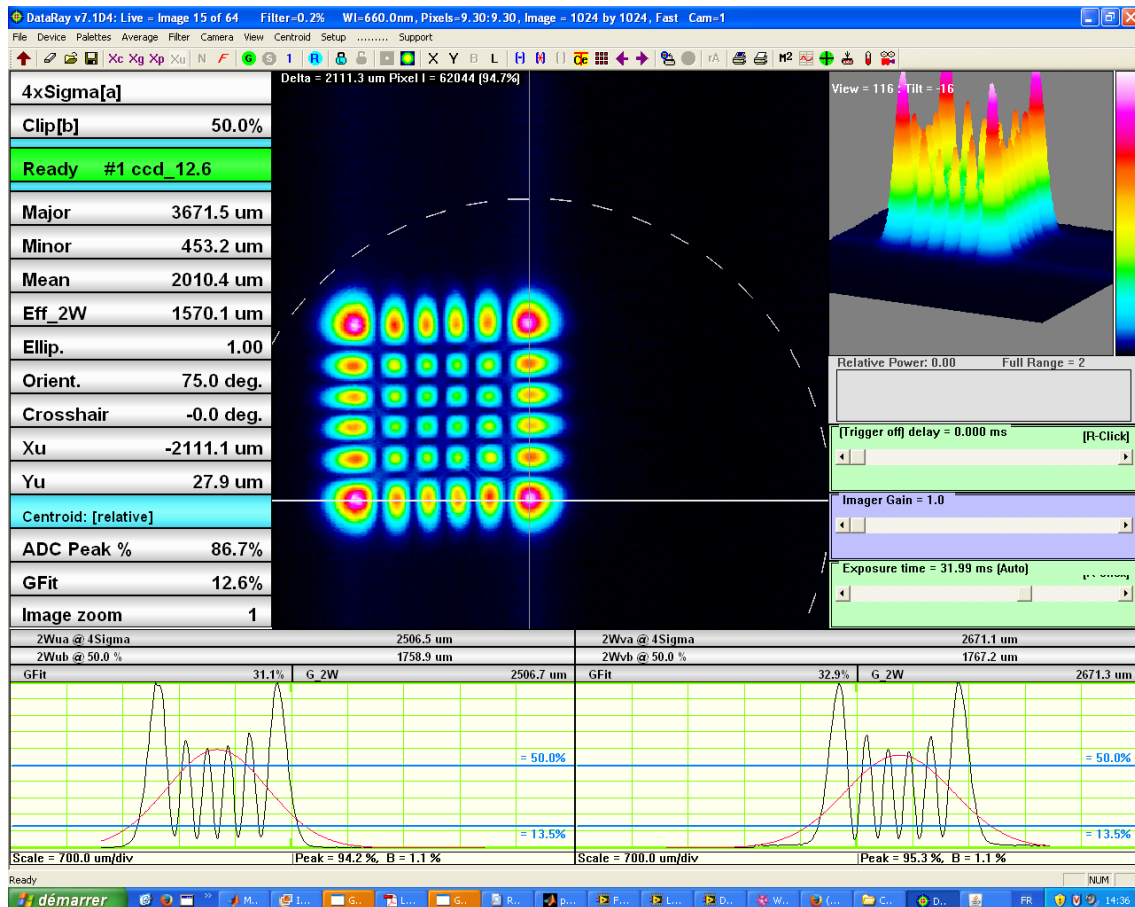 DataRay v7.1D4: Live = Image 15 of 64 Filter=0.2% Wl=660.0nm, Pixels=9.30:9.30, Image = 1024 by 1024, Fast Cam=1
File Device Palettes Average Filter Camera View Centroid Setup ......... Support
Xc Xg Xp Xu N F G S 1 R X Y B L rA M²
4xSigma[a]
Clip[b] 50.0%
Ready #1 ccd_12.6
Major 3671.5 um
Minor 453.2 um
Mean 2010.4 um
Eff_2W 1570.1 um
Ellip. 1.00
Orient. 75.0 deg.
Crosshair -0.0 deg.
Xu -2111.1 um
Yu 27.9 um
Centroid: [relative]
ADC Peak % 86.7%
GFit 12.6%
Image zoom 1
Delta = 2111.3 um Pixel I = 62044 (94.7%)
View = 116 : Tilt = -16
Relative Power: 0.00 Full Range = 2
(Trigger off) delay = 0.000 ms [R-Click]
Imager Gain = 1.0
Exposure time = 31.99 ms (Auto)
2Wua @ 4Sigma 2506.5 um
2Wub @ 50.0 % 1758.9 um
GFit 31.1% G_2W 2506.7 um
= 50.0%
= 13.5%
Scale = 700.0 um/div Peak = 94.2 %, B = 1.1 %
2Wva @ 4Sigma 2671.1 um
2Wvb @ 50.0 % 1767.2 um
GFit 32.9% G_2W 2671.3 um
= 50.0%
= 13.5%
Scale = 700.0 um/div Peak = 95.3 %, B = 1.1 %
Ready NUM
démarrer » M.. I... G.. L... G.. R.. p... F... L... D.. W.. (... C.. D.. FR 14:36